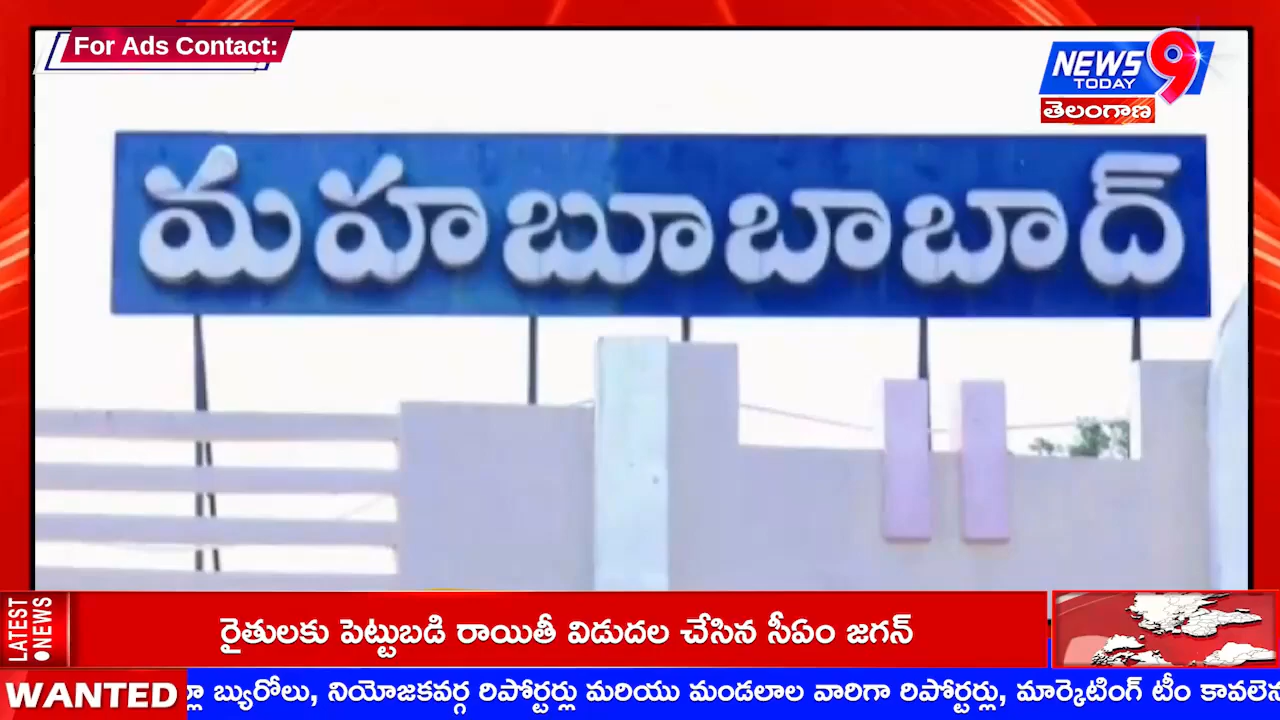 For Ads Contact:
NEWS 9
TODAY
తెలంగాణ
మహబూబాబాద్
LATEST
NEWS
రైతులకు పెట్టుబడి రాయితీ విడుదల చేసిన సీఎం జగన్
WANTED
బ్యురోలు, నియోజకవర్గ రిపోర్టర్లు మరియు మండలాల వారిగా రిపోర్టర్లు, మార్కెటింగ్ టీం